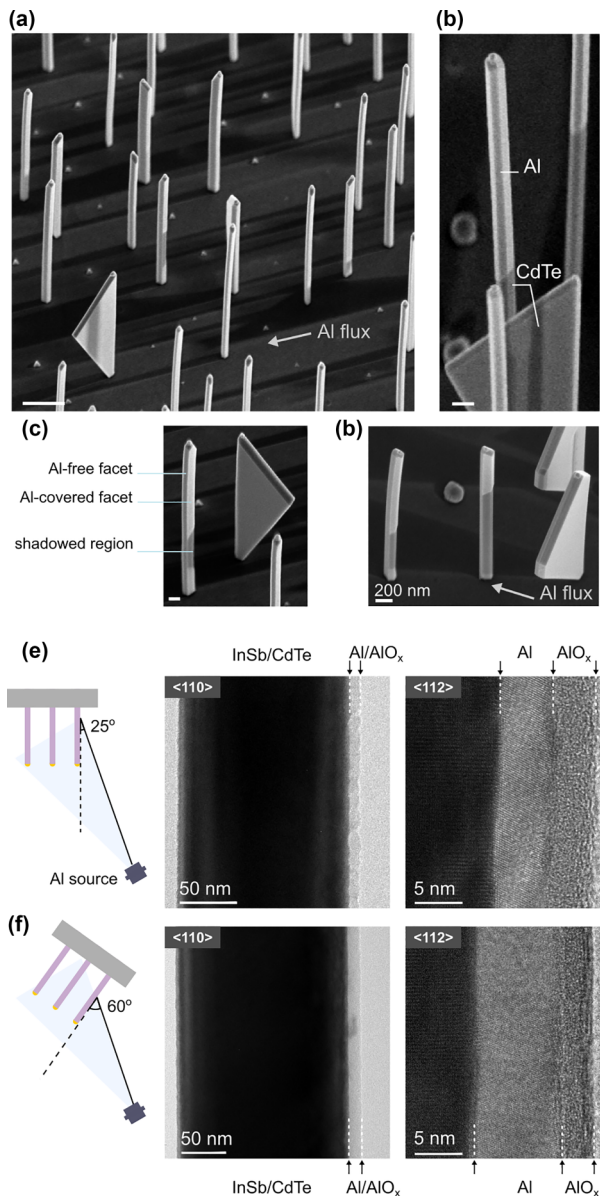 (a)
(b)
Al
CdTe
Al flux
(c)
(b)
Al-free facet
Al-covered facet
shadowed region
200 nm
Al flux
(e)
InSb/CdTe
Al/AlOx
Al
AlOx
<110>
<112>
25º
Al source
50 nm
5 nm
(f)
<110>
<112>
60º
50 nm
5 nm
InSb/CdTe
Al/AlOx
Al
AlOx